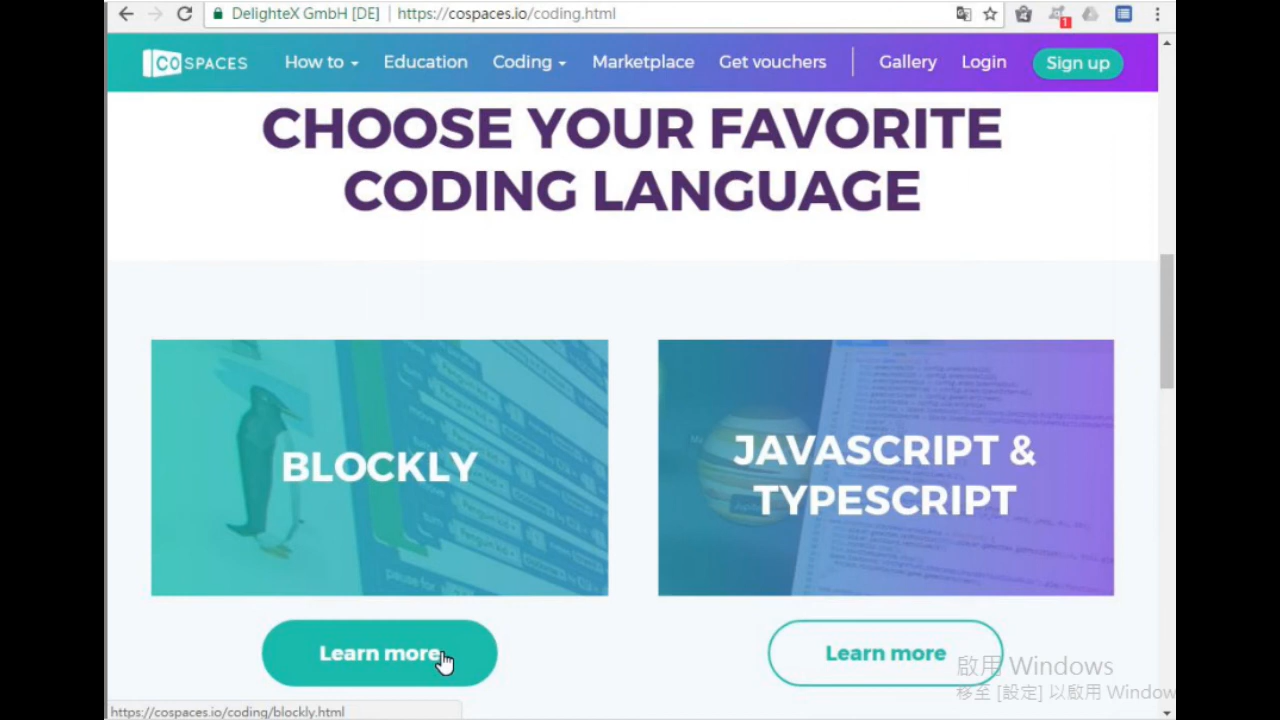 DelighteX GmbH [DE] | https://cospaces.io/coding.html
1
COSPACES How to Education Coding Marketplace Get vouchers Gallery Login Sign up
CHOOSE YOUR FAVORITE
CODING LANGUAGE
BLOCKLY
JAVASCRIPT &
TYPESCRIPT
Learn more
Learn more
啟用 Windows
移至 [設定] 以啟用 Window
https://cospaces.io/coding/blockly.html